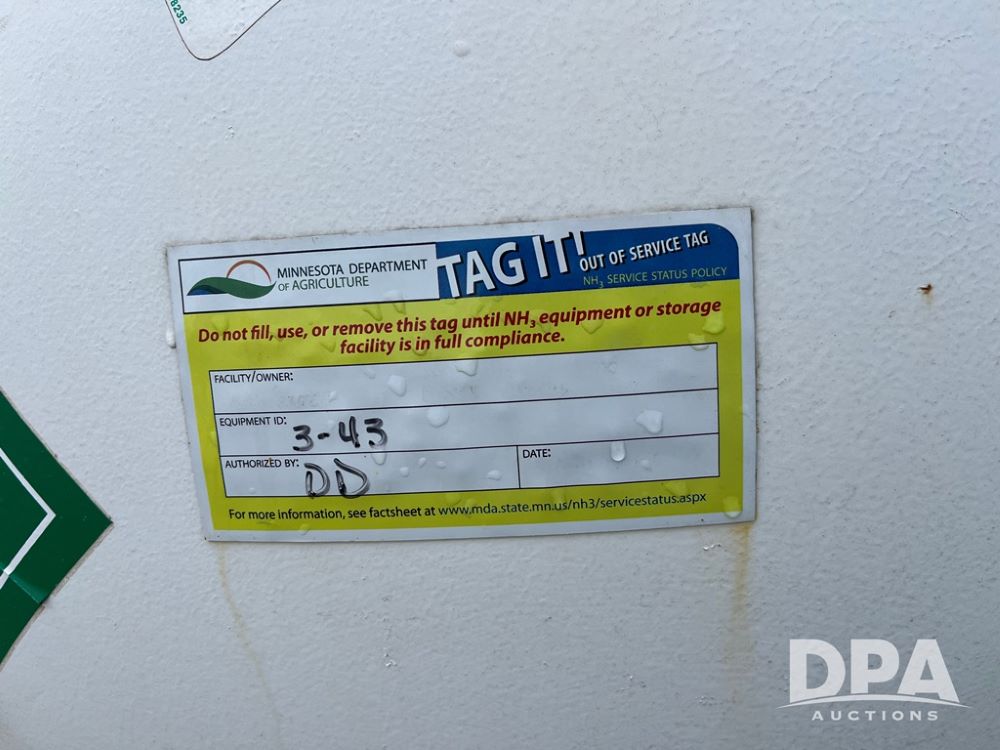 8235
MINNESOTA DEPARTMENT
OF AGRICULTURE
TAG IT!
OUT OF SERVICE TAG
NH₃ SERVICE STATUS POLICY
Do not fill, use, or remove this tag until NH₃ equipment or storage
facility is in full compliance.
FACILITY/OWNER:
EQUIPMENT ID: 3-43
AUTHORIZED BY: DD
DATE:
For more information, see factsheet at www.mda.state.mn.us/nh3/servicestatus.aspx
DPA
AUCTIONS